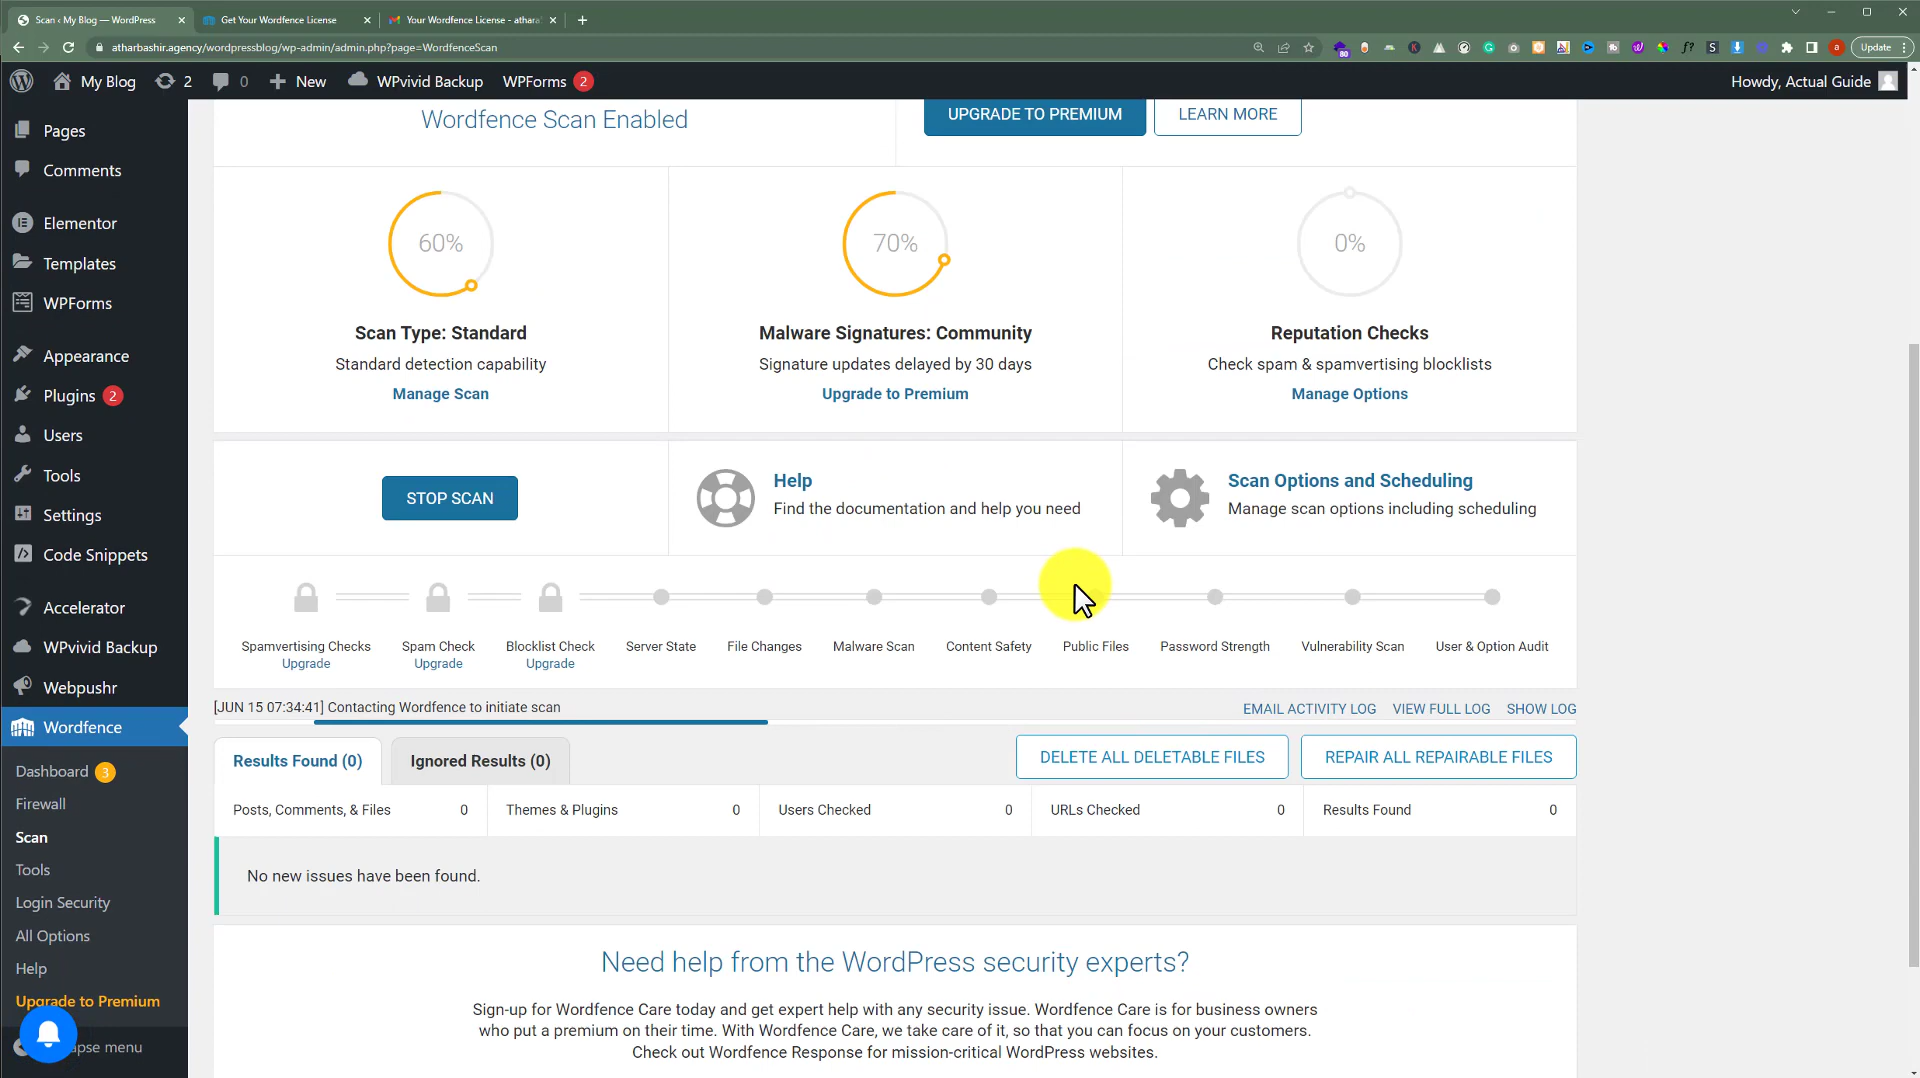 Scan ‹ My Blog — WordPress
Get Your Wordfence License
Your Wordfence License - athara
atharbashir.agency/wordpressblog/wp-admin/admin.php?page=WordfenceScan
80
Update
My Blog
2
0
New
WPvivid Backup
WPForms 2
Howdy, Actual Guide
Pages
Comments
Elementor
Templates
WPForms
Appearance
Plugins 2
Users
Tools
Settings
Code Snippets
Accelerator
WPvivid Backup
Webpushr
Wordfence
Dashboard 3
Firewall
Scan
Tools
Login Security
All Options
Help
Upgrade to Premium
apse menu
Wordfence Scan Enabled
UPGRADE TO PREMIUM
LEARN MORE
60%
Scan Type: Standard
Standard detection capability
Manage Scan
70%
Malware Signatures: Community
Signature updates delayed by 30 days
Upgrade to Premium
0%
Reputation Checks
Check spam & spamvertising blocklists
Manage Options
STOP SCAN
Help
Find the documentation and help you need
Scan Options and Scheduling
Manage scan options including scheduling
Spamvertising Checks
Upgrade
Spam Check
Upgrade
Blocklist Check
Upgrade
Server State
File Changes
Malware Scan
Content Safety
Public Files
Password Strength
Vulnerability Scan
User & Option Audit
[JUN 15 07:34:41] Contacting Wordfence to initiate scan
EMAIL ACTIVITY LOG
VIEW FULL LOG
SHOW LOG
Results Found (0)
Ignored Results (0)
DELETE ALL DELETABLE FILES
REPAIR ALL REPAIRABLE FILES
Posts, Comments, & Files 0
Themes & Plugins 0
Users Checked 0
URLs Checked 0
Results Found 0
No new issues have been found.
Need help from the WordPress security experts?
Sign-up for Wordfence Care today and get expert help with any security issue. Wordfence Care is for business owners
who put a premium on their time. With Wordfence Care, we take care of it, so that you can focus on your customers.
Check out Wordfence Response for mission-critical WordPress websites.